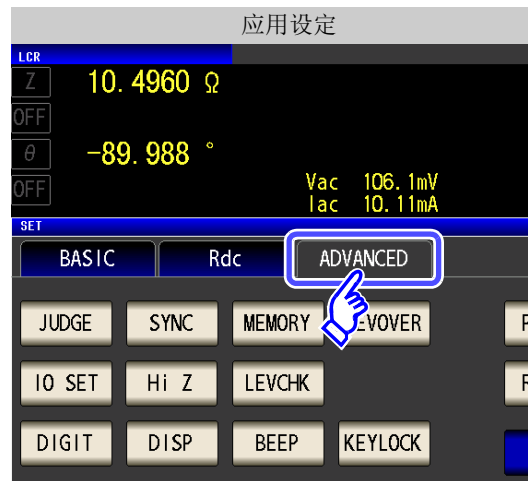 应用设定
LCR
Z 10.4960 Ω
OFF
θ -89.988 °
OFF
Vac 106.1mV
Iac 10.11mA
SET
BASIC Rdc ADVANCED
JUDGE SYNC MEMORY
IO SET Hi Z LEVCHK
DIGIT DISP BEEP KEYLOCK